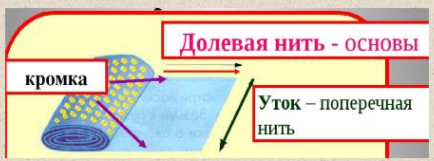 Долевая нить - основы
кромка
Уток – поперечная
нить